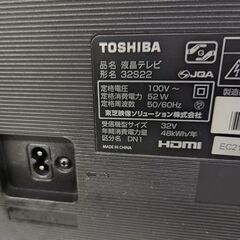 TOSHIBA
品名 液晶テレビ
形名 32S22
JQA
定格電圧：100V～
定格消費電力：52W
定格周波数：50/60Hz
東芝映像ソリューション株式会社
製造
受信機型サイズ 32V
年間消費電力量 48kWh/年
区分名 DN1
MADE IN CHINA
HDMI
EC21